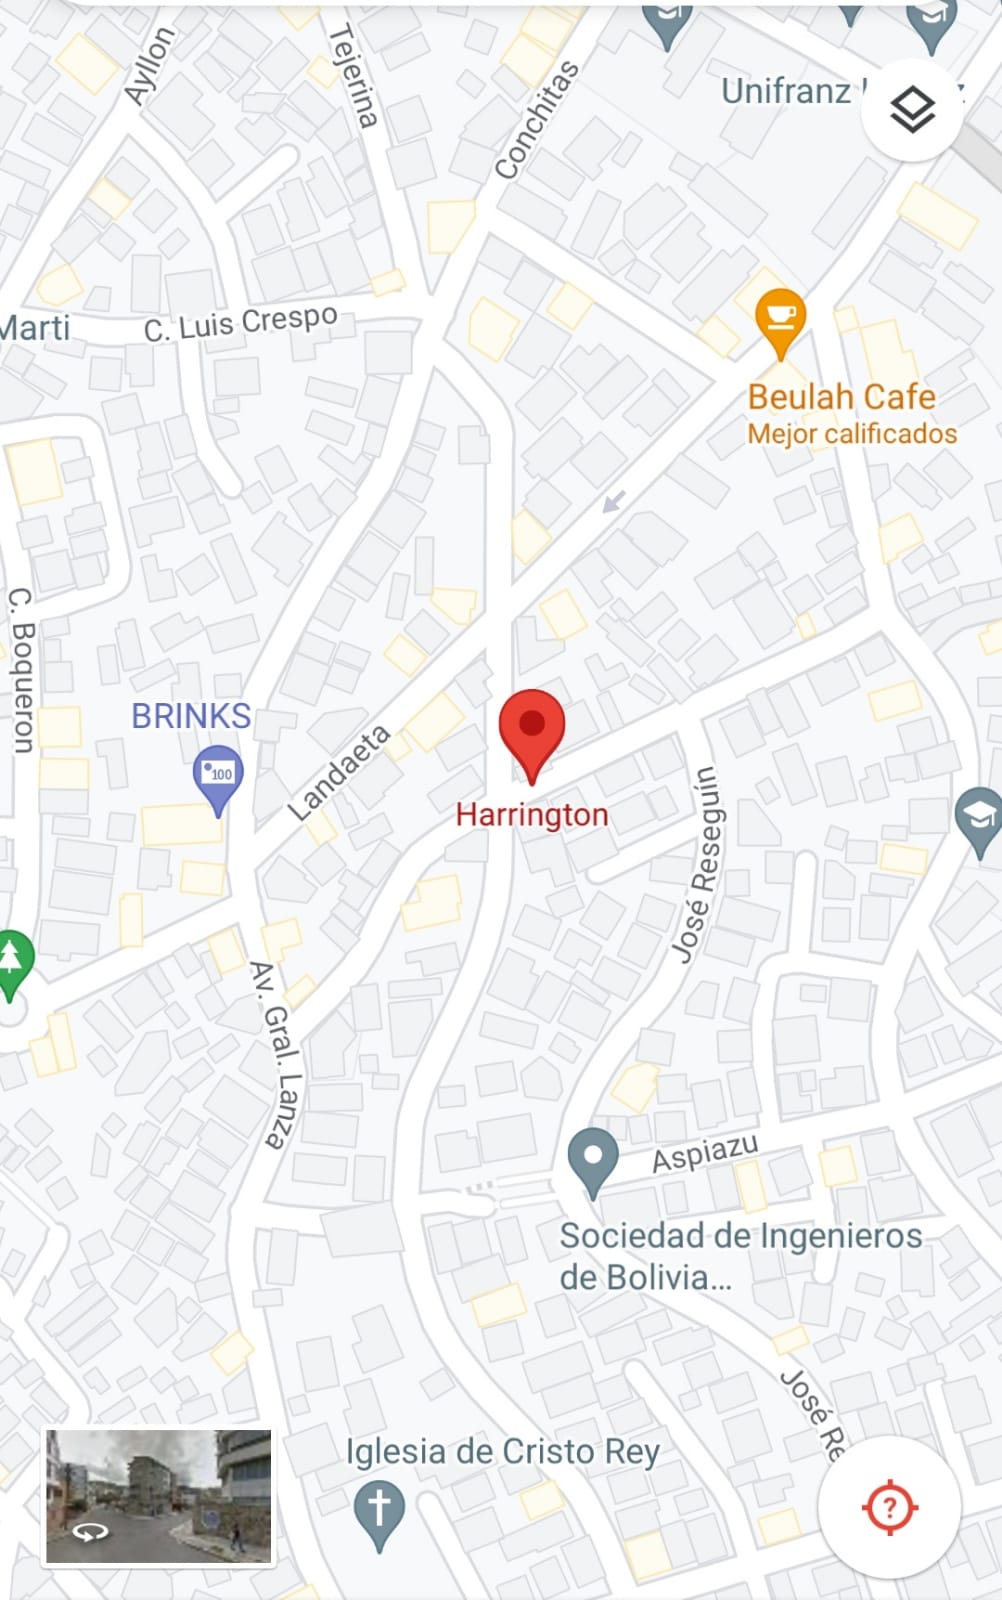 Ayllon
Tejerina
Conchitas
Unifranz
Marti
C. Luis Crespo
Beulah Cafe
Mejor calificados
C. Boqueron
BRINKS
100
Landaeta
Harrington
José Reseguin
Av. Gral. Lanza
Aspiazu
Sociedad de Ingenieros
de Bolivia...
José Re
Iglesia de Cristo Rey
?